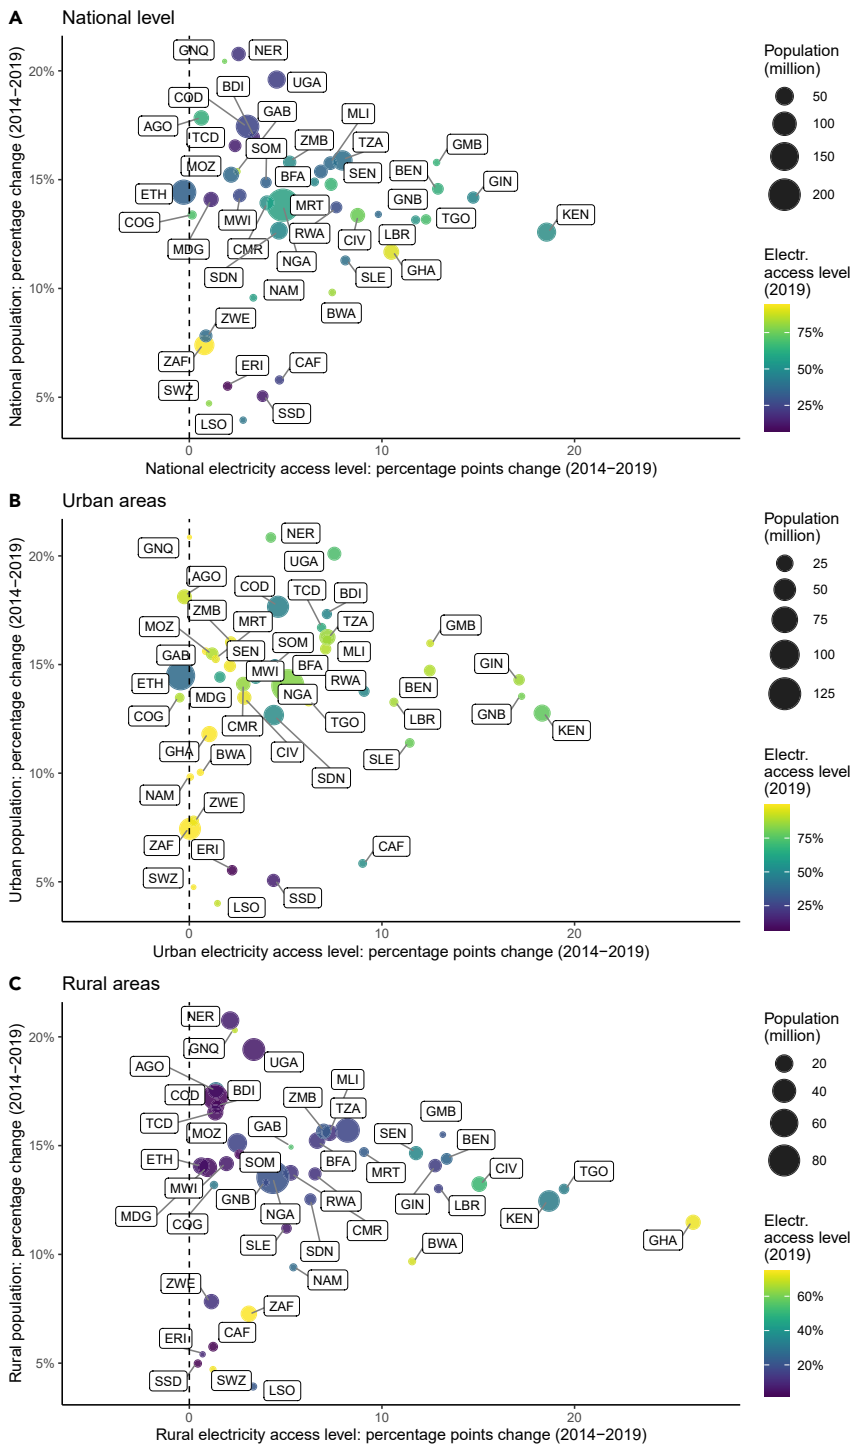 A National level
National population: percentage change (2014−2019)
20%
15%
10%
5%
GNQ NER
BDI UGA
COD
GAB MLI
AGO
TCD SOM ZMB TZA
GMB
MOZ BFA SEN BEN GIN
ETH
MRT GNB
COG MWI TGO KEN
MDG CMR RWA CIV LBR
SDN NGA SLE GHA
NAM
BWA
ZWE
ZAF ERI CAF
SWZ
LSO SSD
0 10 20
National electricity access level: percentage points change (2014−2019)
Population
(million)
50
100
150
200
Electr.
access level
(2019)
75%
50%
25%
B Urban areas
Urban population: percentage change (2014−2019)
20%
15%
10%
5%
GNQ NER
UGA
AGO COD TCD BDI
ZMB
MOZ MRT TZA GMB
GAB SEN SOM MLI
ETH MWI BFA RWA BEN GIN
MDG NGA
COG CMR TGO LBR GNB KEN
GHA BWA CIV SLE
SDN
NAM
ZWE
ZAF ERI CAF
SWZ
LSO SSD
0 10 20
Urban electricity access level: percentage points change (2014−2019)
Population
(million)
25
50
75
100
125
Electr.
access level
(2019)
75%
50%
25%
C Rural areas
Rural population: percentage change (2014−2019)
20%
15%
10%
5%
NER
GNQ UGA
AGO MLI
COD BDI ZMB TZA
TCD GMB
MOZ GAB SEN BEN
ETH SOM BFA MRT CIV TGO
MWI GNB RWA GIN LBR
MDG COG NGA CMR KEN
SLE SDN BWA GHA
ZWE NAM
ZAF
ERI CAF
SSD SWZ LSO
0 10 20
Rural electricity access level: percentage points change (2014−2019)
Population
(million)
20
40
60
80
Electr.
access level
(2019)
60%
40%
20%